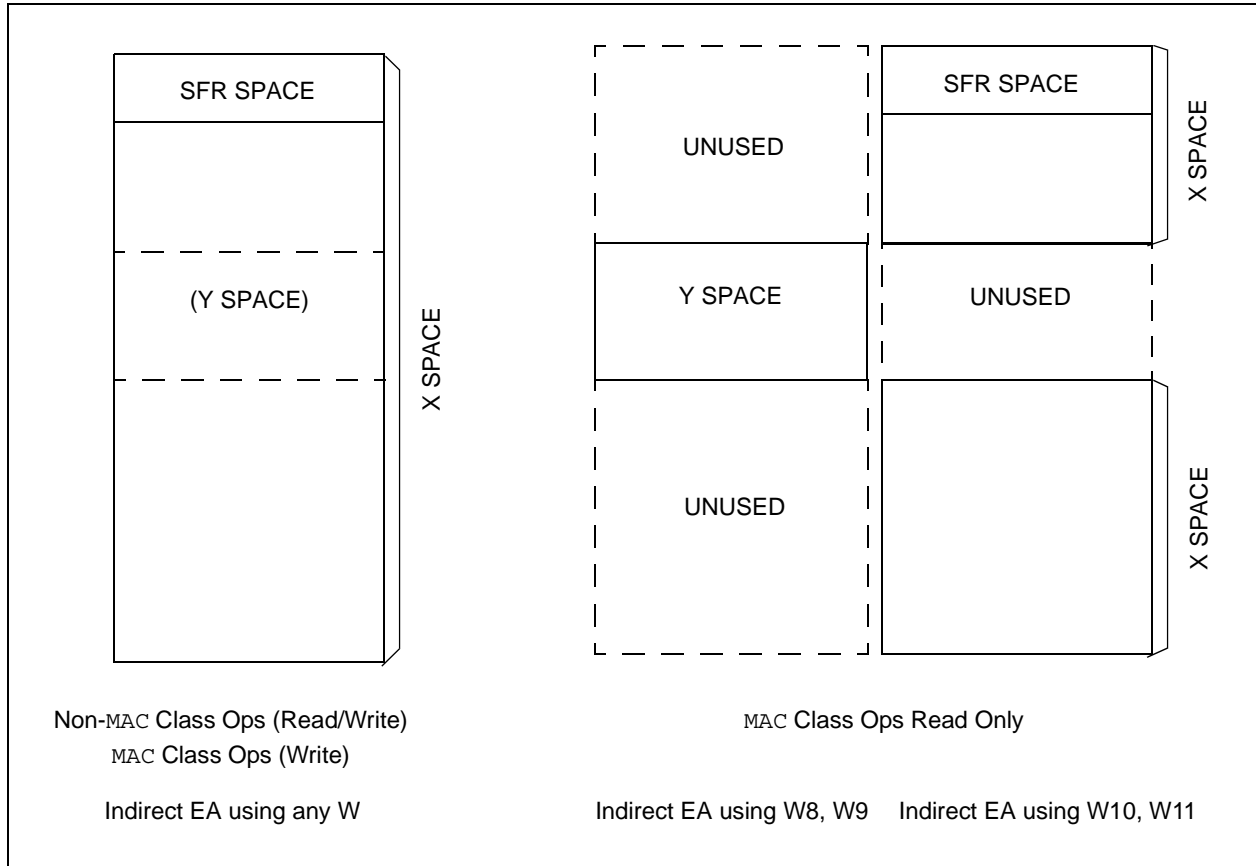 SFR SPACE
(Y SPACE)
X SPACE
UNUSED
Y SPACE
UNUSED
SFR SPACE
X SPACE
UNUSED
X SPACE
Non-MAC Class Ops (Read/Write)
MAC Class Ops (Write)
MAC Class Ops Read Only
Indirect EA using any W
Indirect EA using W8, W9
Indirect EA using W10, W11